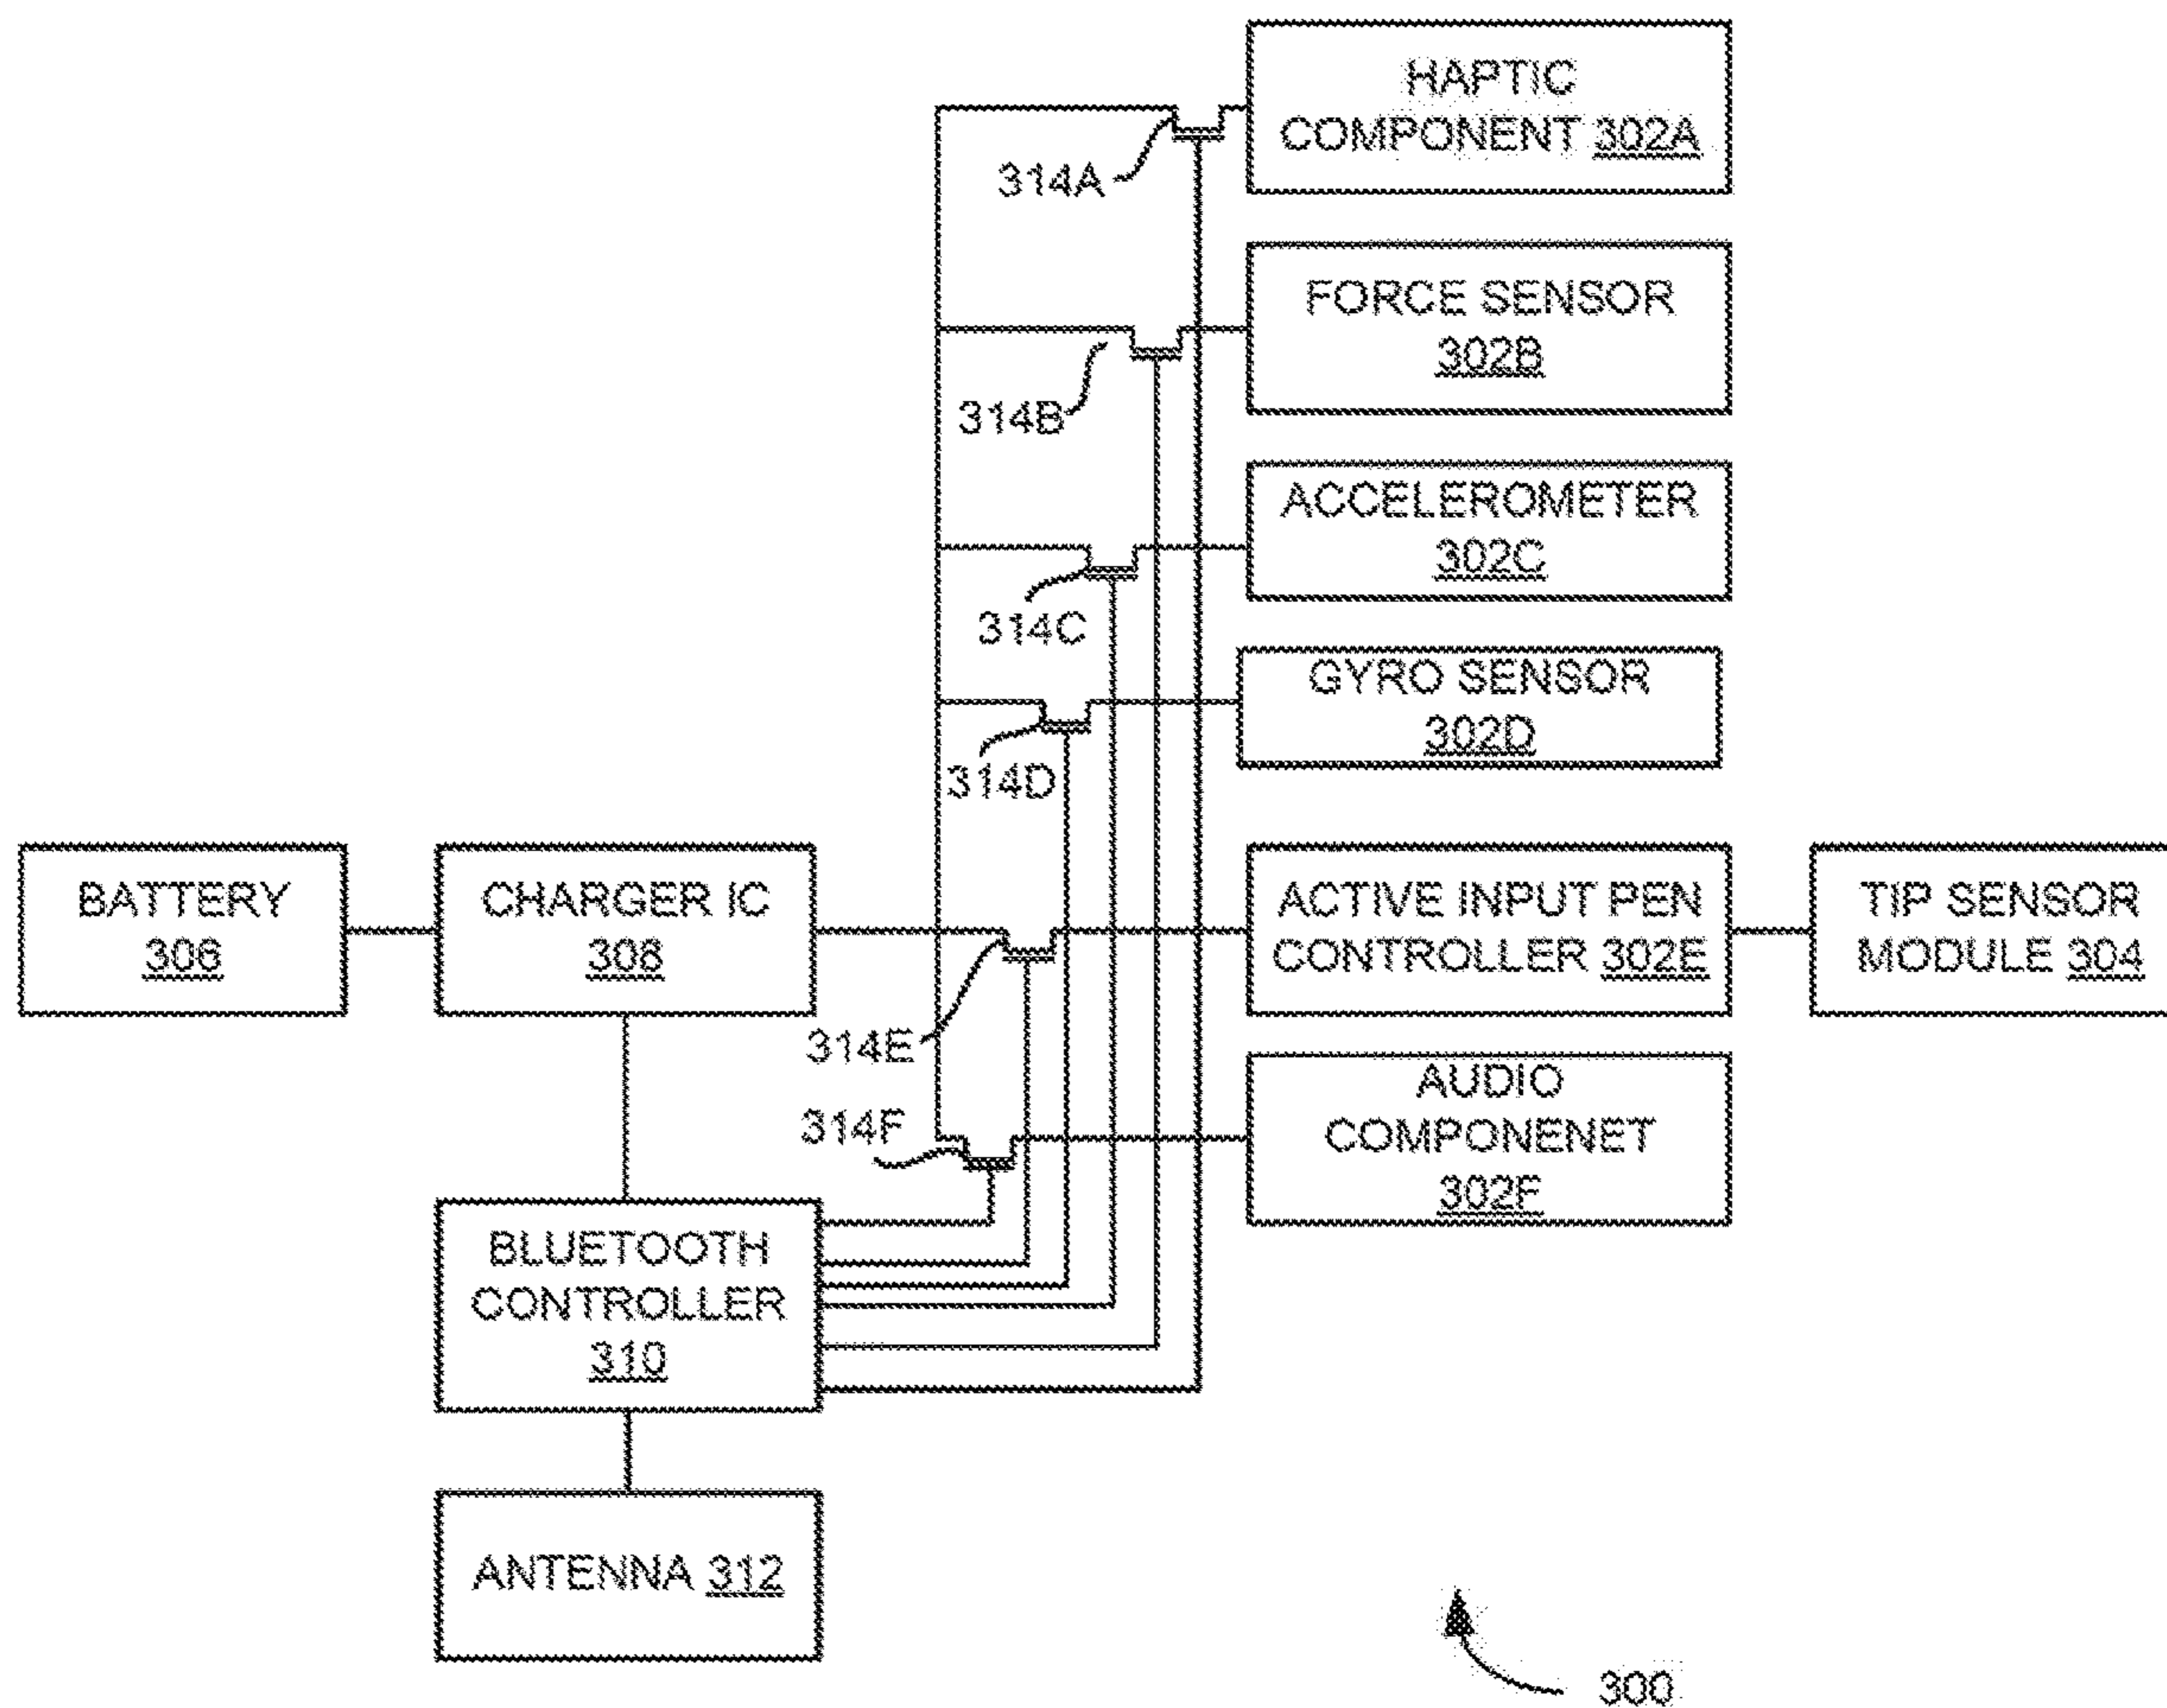 HAPTIC
COMPONENT 302A
314A
FORCE SENSOR
302B
314B
ACCELEROMETER
302C
314C
GYRO SENSOR
302D
314D
BATTERY
306
CHARGER IC
308
ACTIVE INPUT PEN
CONTROLLER 302E
TIP SENSOR
MODULE 304
314E
AUDIO
COMPONENET
302F
314F
BLUETOOTH
CONTROLLER
310
ANTENNA 312
300